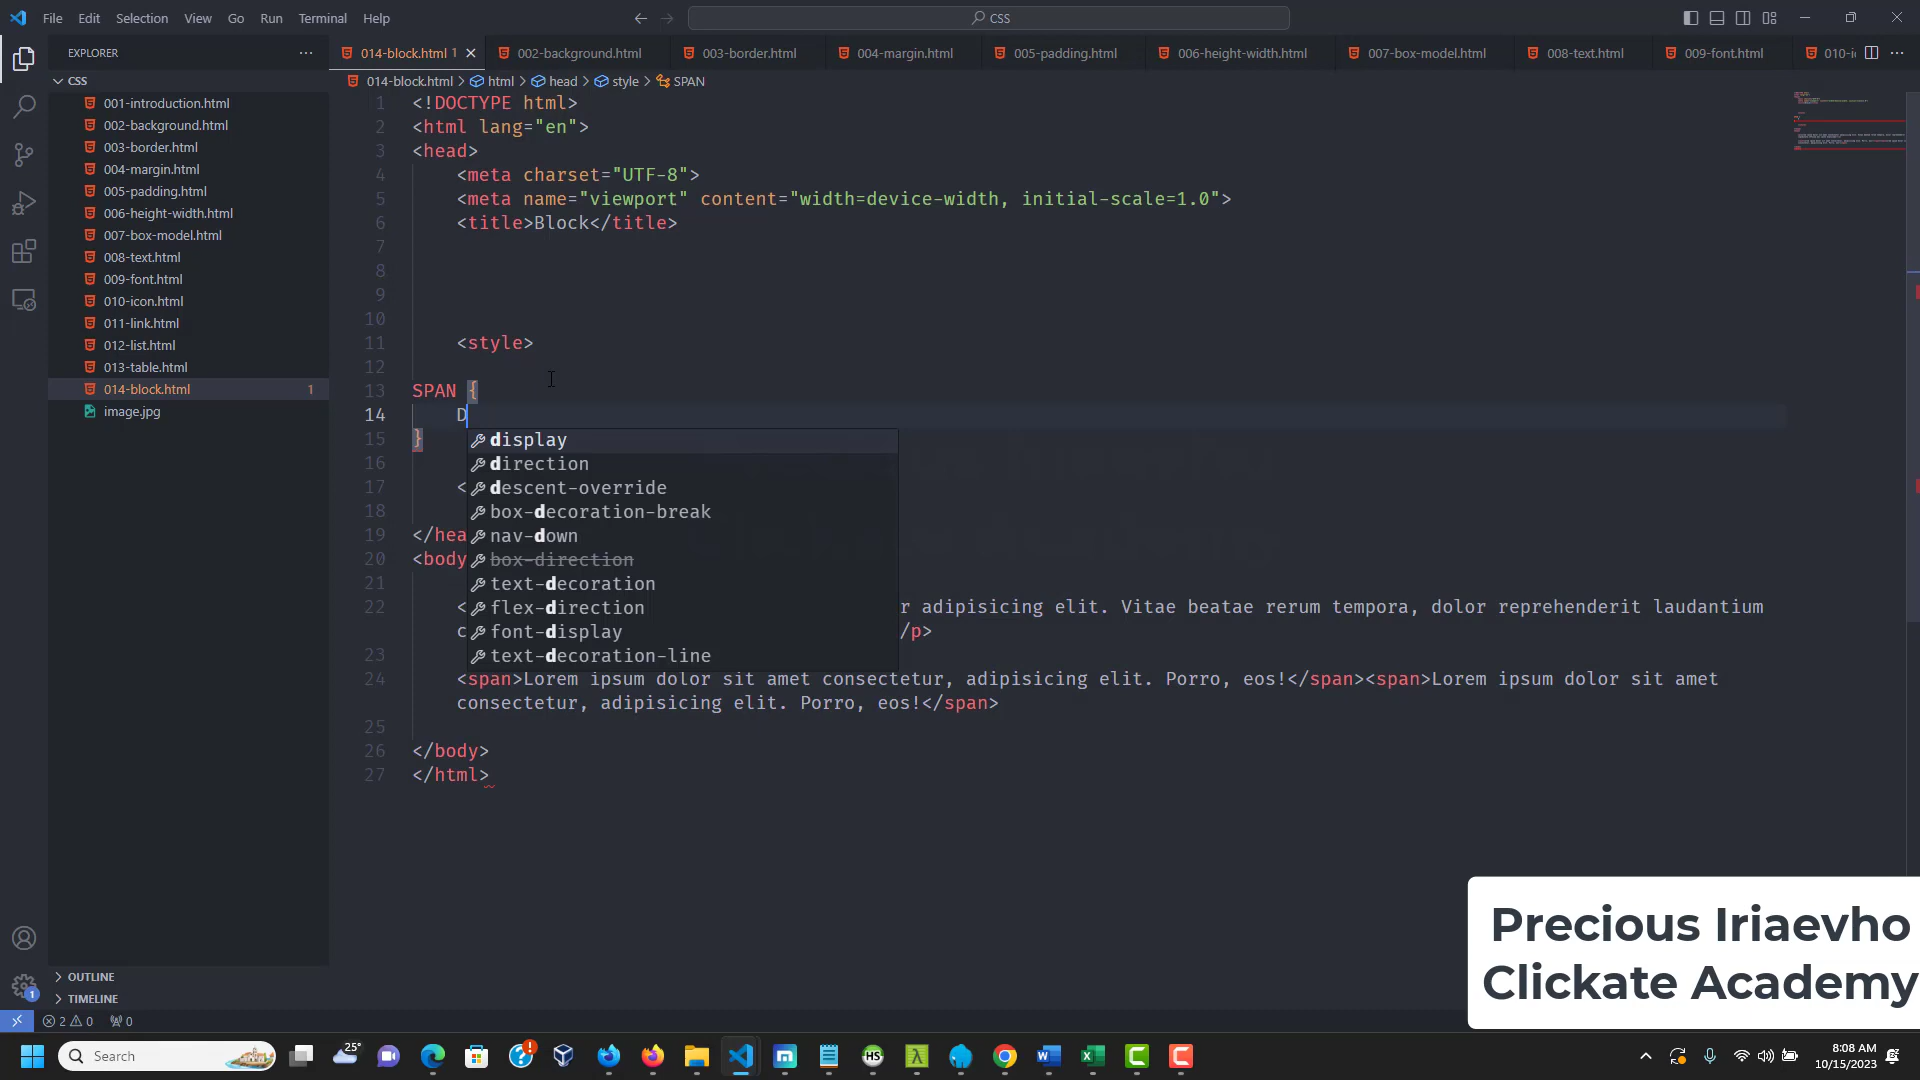 File Edit Selection View Go Run Terminal Help
CSS
EXPLORER
014-block.html 1
002-background.html
003-border.html
004-margin.html
005-padding.html
006-height-width.html
007-box-model.html
008-text.html
009-font.html
010-i
014-block.html > html > head > style > SPAN
CSS
001-introduction.html
002-background.html
003-border.html
004-margin.html
005-padding.html
006-height-width.html
007-box-model.html
008-text.html
009-font.html
010-icon.html
011-link.html
012-list.html
013-table.html
014-block.html 1
image.jpg
OUTLINE
TIMELINE
1 <!DOCTYPE html>
2 <html lang="en">
3 <head>
4 <meta charset="UTF-8">
5 <meta name="viewport" content="width=device-width, initial-scale=1.0">
6 <title>Block</title>
7
8
9
10
11 <style>
12
13 SPAN {
14 D
15 }
16
17 <
18
19 </hea
20 <body
21
22 < r adipisicing elit. Vitae beatae rerum tempora, dolor reprehenderit laudantium
c /p>
23
24 <span>Lorem ipsum dolor sit amet consectetur, adipisicing elit. Porro, eos!</span><span>Lorem ipsum dolor sit amet
consectetur, adipisicing elit. Porro, eos!</span>
25
26 </body>
27 </html>
display
direction
descent-override
box-decoration-break
nav-down
box-direction
text-decoration
flex-direction
font-display
text-decoration-line
Precious Iriaevho
Clickate Academy
1
2 0 0
Search
25°
HS
8:08 AM
10/15/2023